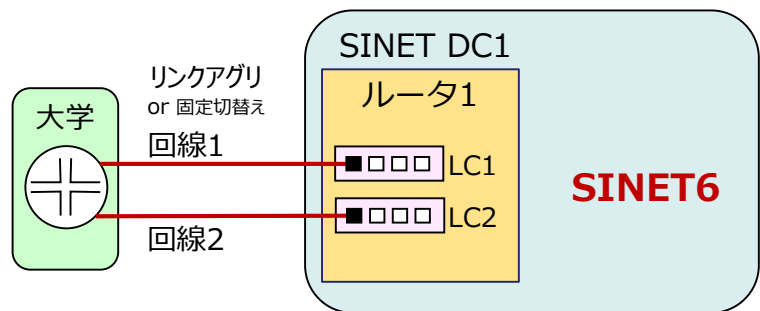 SINET DC1
リンクアグリ
or 固定切替え
ルータ1
大学
回線1
LC1
SINET6
LC2
回線2